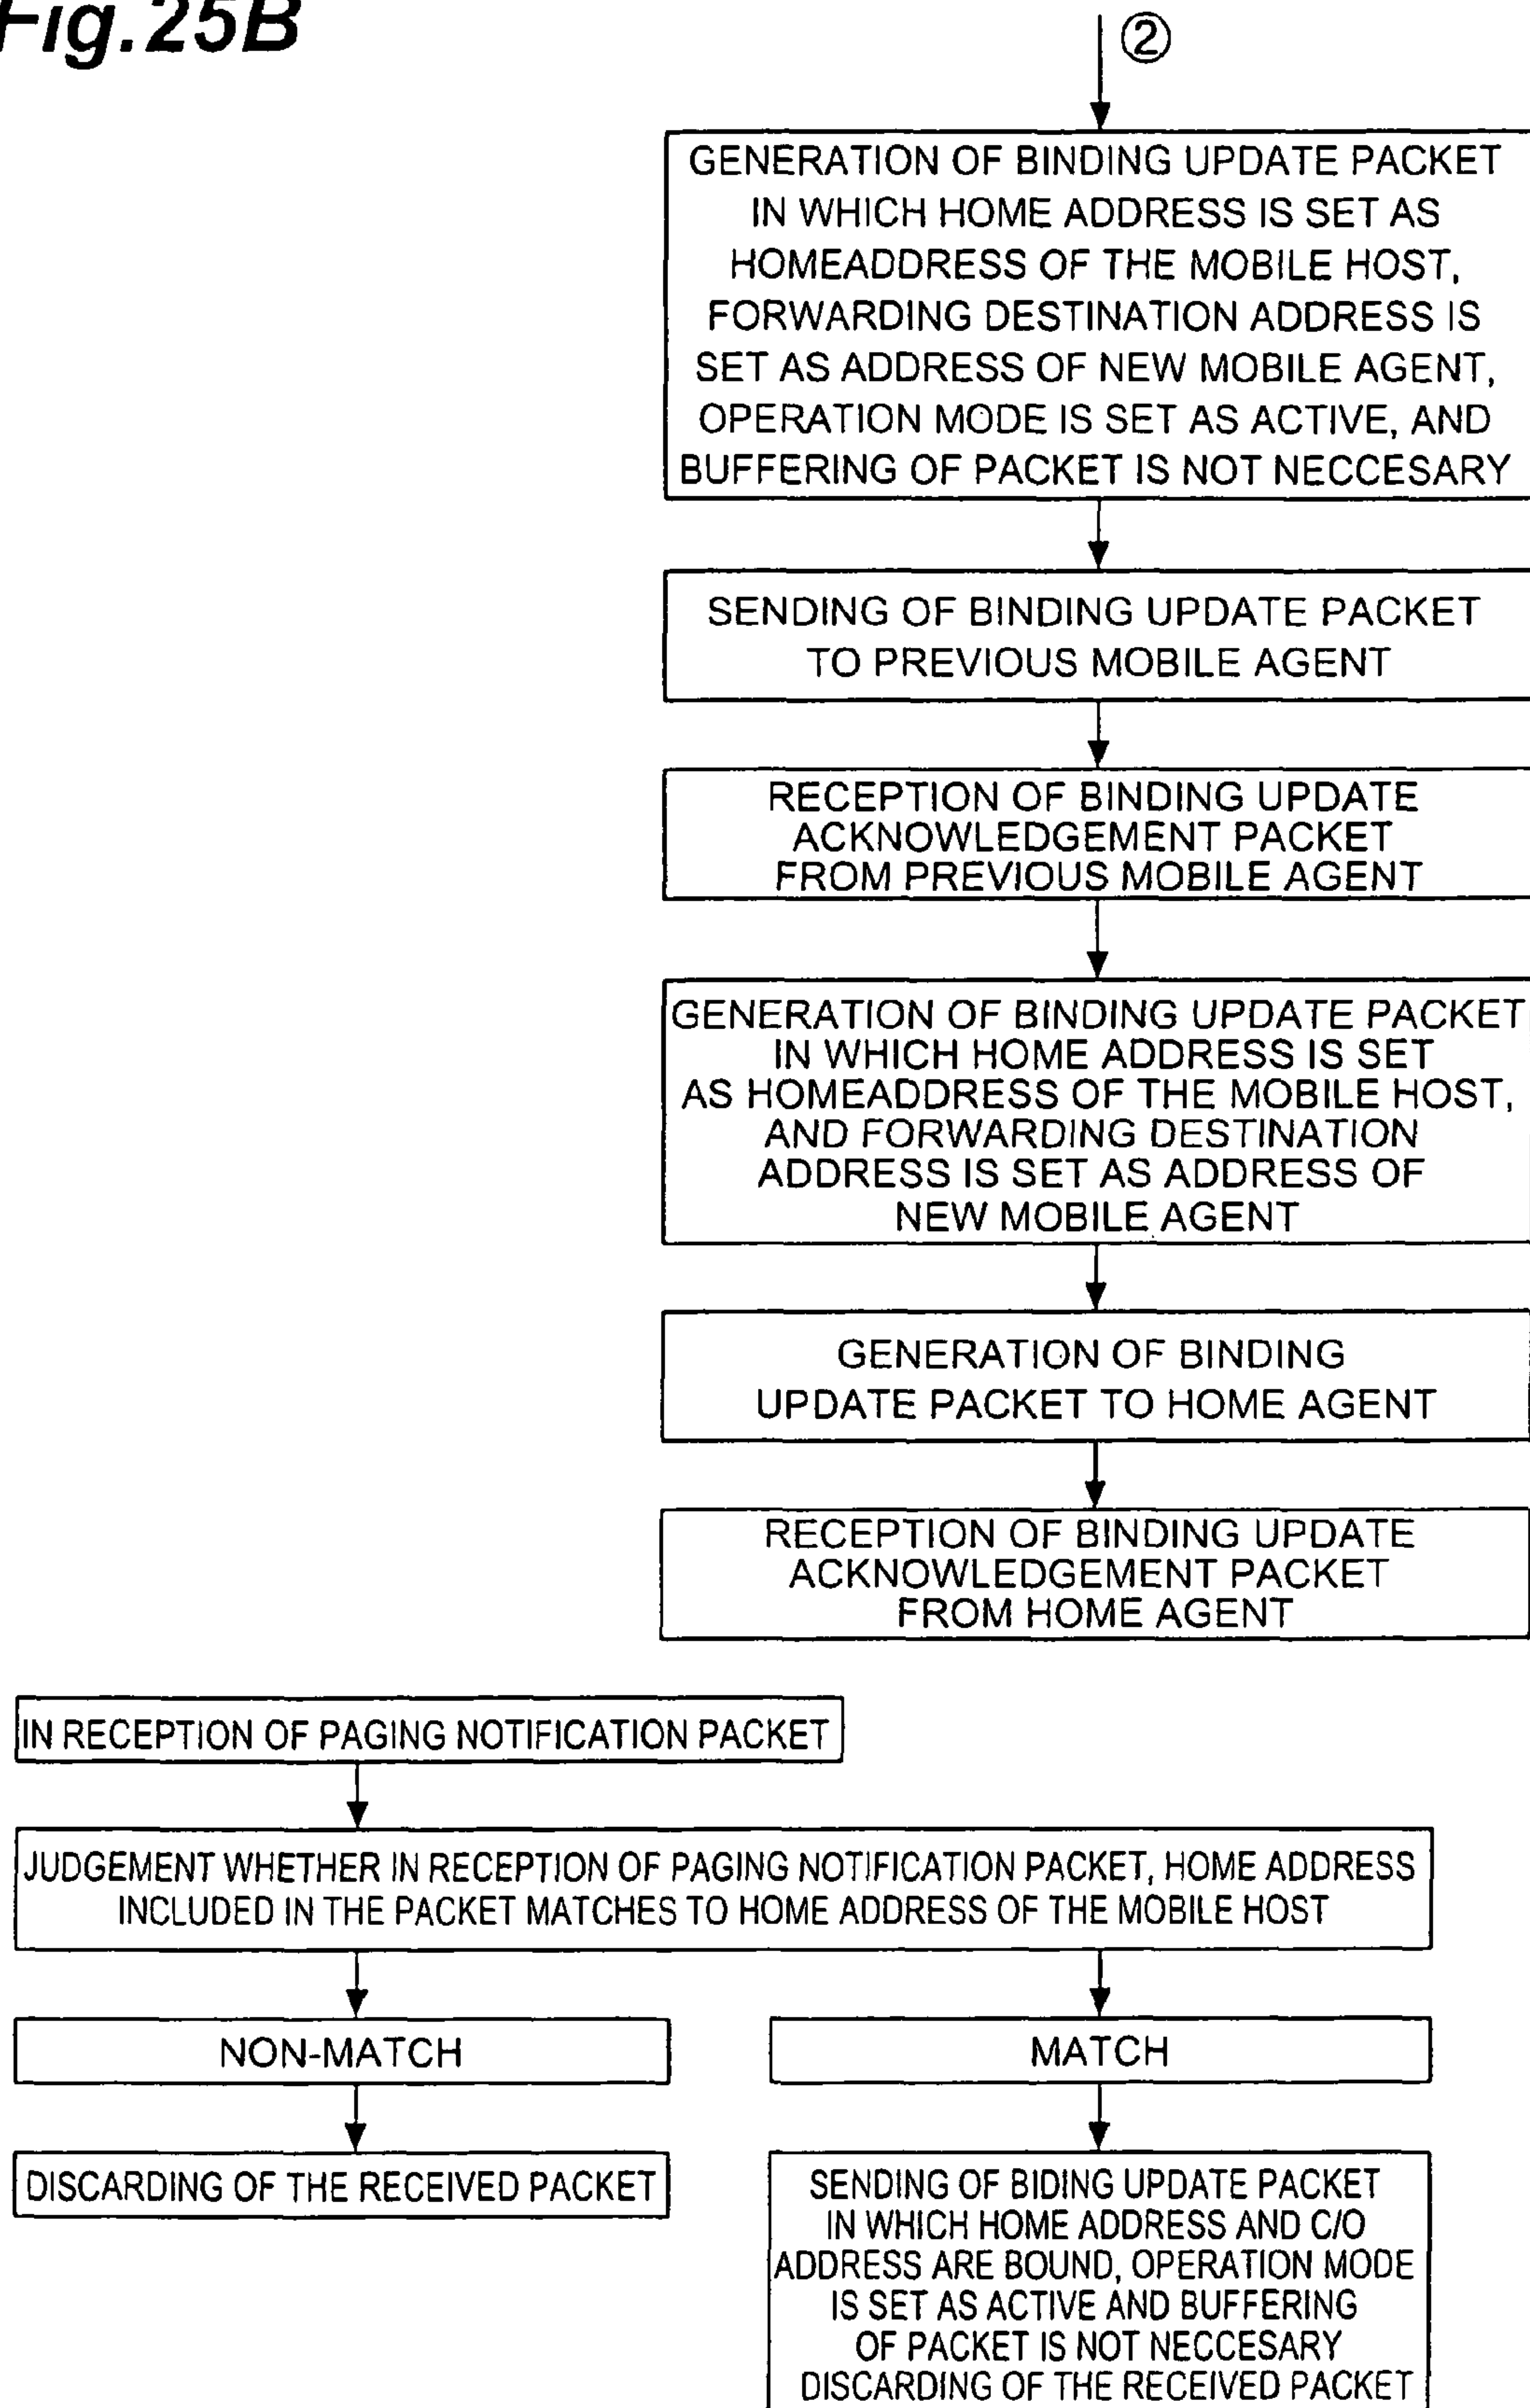 Fig.25B
②
GENERATION OF BINDING UPDATE PACKET
IN WHICH HOME ADDRESS IS SET AS
HOMEADDRESS OF THE MOBILE HOST,
FORWARDING DESTINATION ADDRESS IS
SET AS ADDRESS OF NEW MOBILE AGENT,
OPERATION MODE IS SET AS ACTIVE, AND
BUFFERING OF PACKET IS NOT NECCESARY
SENDING OF BINDING UPDATE PACKET
TO PREVIOUS MOBILE AGENT
RECEPTION OF BINDING UPDATE
ACKNOWLEDGEMENT PACKET
FROM PREVIOUS MOBILE AGENT
GENERATION OF BINDING UPDATE PACKET
IN WHICH HOME ADDRESS IS SET
AS HOMEADDRESS OF THE MOBILE HOST,
AND FORWARDING DESTINATION
ADDRESS IS SET AS ADDRESS OF
NEW MOBILE AGENT
GENERATION OF BINDING
UPDATE PACKET TO HOME AGENT
RECEPTION OF BINDING UPDATE
ACKNOWLEDGEMENT PACKET
FROM HOME AGENT
IN RECEPTION OF PAGING NOTIFICATION PACKET
JUDGEMENT WHETHER IN RECEPTION OF PAGING NOTIFICATION PACKET, HOME ADDRESS
INCLUDED IN THE PACKET MATCHES TO HOME ADDRESS OF THE MOBILE HOST
NON-MATCH
MATCH
DISCARDING OF THE RECEIVED PACKET
SENDING OF BIDING UPDATE PACKET
IN WHICH HOME ADDRESS AND C/O
ADDRESS ARE BOUND, OPERATION MODE
IS SET AS ACTIVE AND BUFFERING
OF PACKET IS NOT NECCESARY
DISCARDING OF THE RECEIVED PACKET